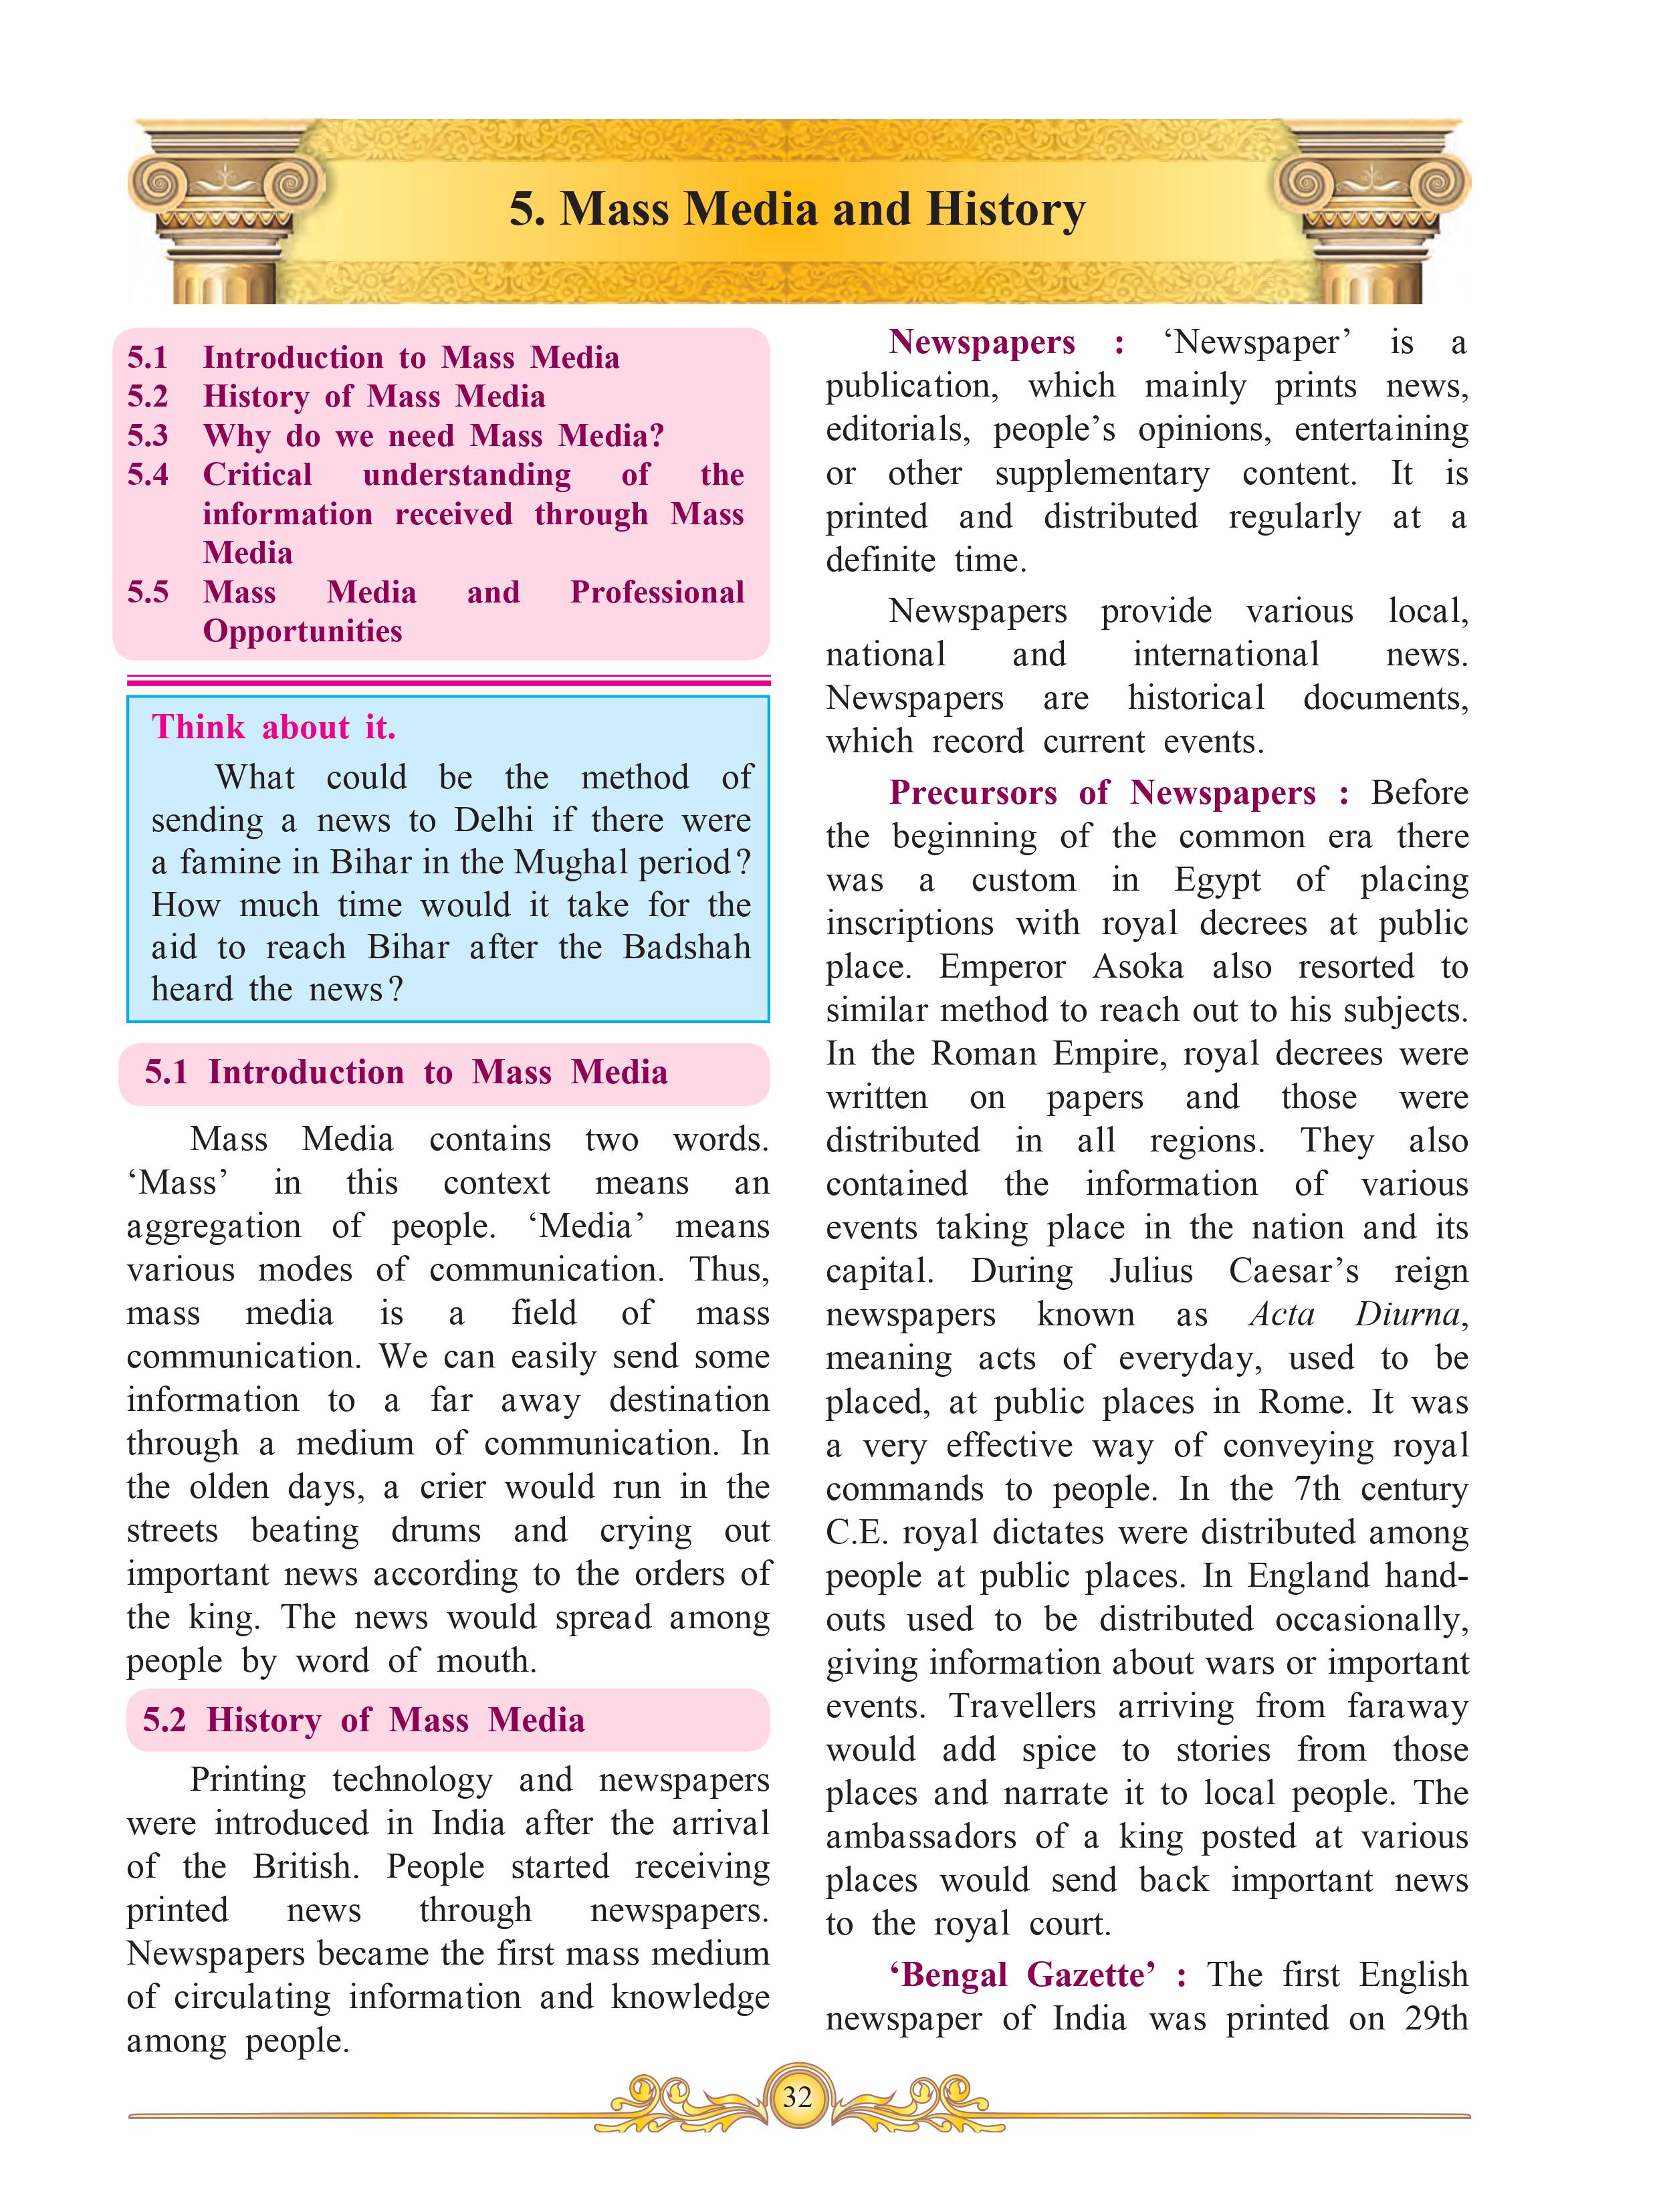 5. Mass Media and History
5.1 Introduction to Mass Media
5.2 History of Mass Media
5.3 Why do we need Mass Media?
5.4 Critical understanding of the
information received through Mass
Media
5.5 Mass Media and Professional
Opportunities
Think about it.
What could be the method of
sending a news to Delhi if there were
a famine in Bihar in the Mughal period?
How much time would it take for the
aid to reach Bihar after the Badshah
heard the news?
5.1 Introduction to Mass Media
Mass Media contains two words.
‘Mass’ in this context means an
aggregation of people. ‘Media’ means
various modes of communication. Thus,
mass media is a field of mass
communication. We can easily send some
information to a far away destination
through a medium of communication. In
the olden days, a crier would run in the
streets beating drums and crying out
important news according to the orders of
the king. The news would spread among
people by word of mouth.
5.2 History of Mass Media
Printing technology and newspapers
were introduced in India after the arrival
of the British. People started receiving
printed news through newspapers.
Newspapers became the first mass medium
of circulating information and knowledge
among people.
Newspapers : ‘Newspaper’ is a
publication, which mainly prints news,
editorials, people’s opinions, entertaining
or other supplementary content. It is
printed and distributed regularly at a
definite time.
Newspapers provide various local,
national and international news.
Newspapers are historical documents,
which record current events.
Precursors of Newspapers : Before
the beginning of the common era there
was a custom in Egypt of placing
inscriptions with royal decrees at public
place. Emperor Asoka also resorted to
similar method to reach out to his subjects.
In the Roman Empire, royal decrees were
written on papers and those were
distributed in all regions. They also
contained the information of various
events taking place in the nation and its
capital. During Julius Caesar’s reign
newspapers known as Acta Diurna,
meaning acts of everyday, used to be
placed, at public places in Rome. It was
a very effective way of conveying royal
commands to people. In the 7th century
C.E. royal dictates were distributed among
people at public places. In England hand-
outs used to be distributed occasionally,
giving information about wars or important
events. Travellers arriving from faraway
would add spice to stories from those
places and narrate it to local people. The
ambassadors of a king posted at various
places would send back important news
to the royal court.
‘Bengal Gazette’ : The first English
newspaper of India was printed on 29th
32